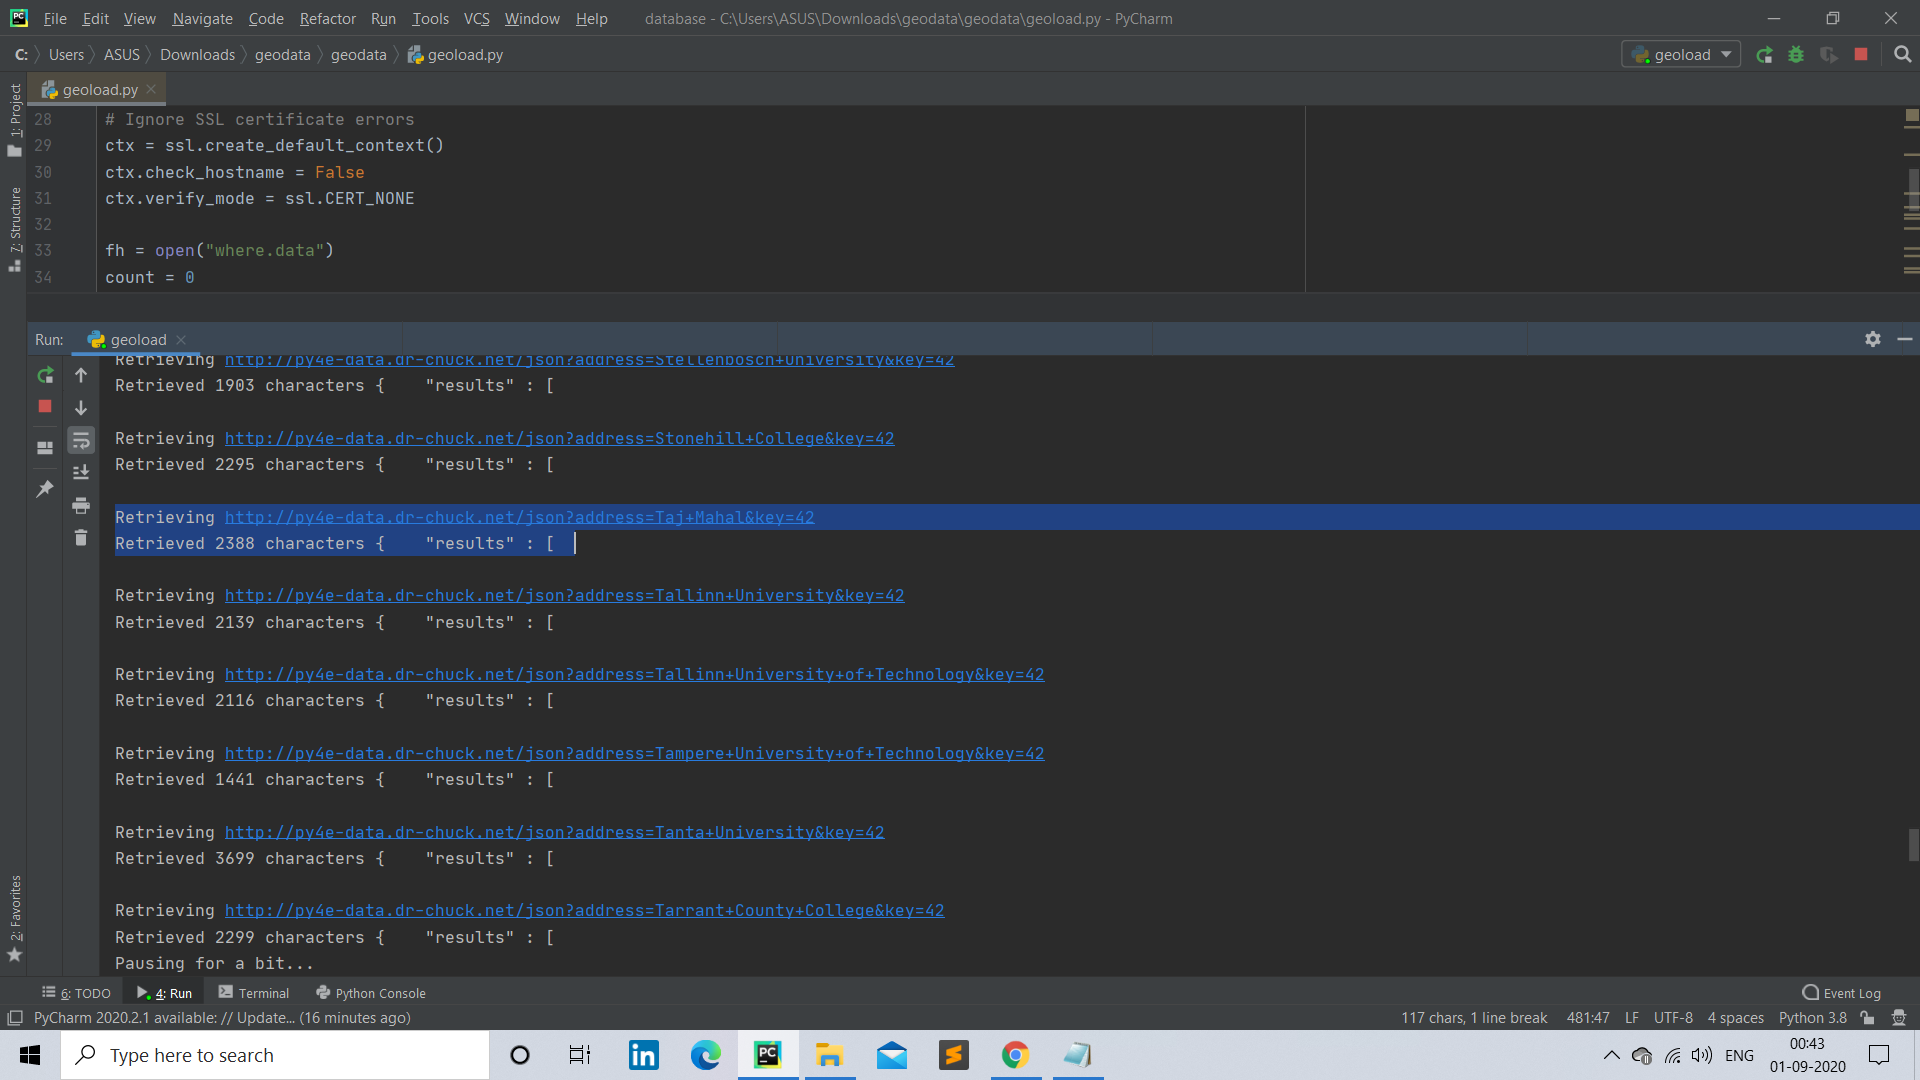 File Edit View Navigate Code Refactor Run Tools VCS Window Help database - C:\Users\ASUS\Downloads\geodata\geodata\geoload.py - PyCharm
C: Users ASUS Downloads geodata geodata geoload.py geoload
geoload.py
1: Project
7: Structure
2: Favorites
28 # Ignore SSL certificate errors
29 ctx = ssl.create_default_context()
30 ctx.check_hostname = False
31 ctx.verify_mode = ssl.CERT_NONE
32
33 fh = open("where.data")
34 count = 0
Run: geoload
Retrieving http://py4e-data.dr-chuck.net/json?address=Stellenbosch+University&key=42
Retrieved 1903 characters { "results" : [
Retrieving http://py4e-data.dr-chuck.net/json?address=Stonehill+College&key=42
Retrieved 2295 characters { "results" : [
Retrieving http://py4e-data.dr-chuck.net/json?address=Taj+Mahal&key=42
Retrieved 2388 characters { "results" : [
Retrieving http://py4e-data.dr-chuck.net/json?address=Tallinn+University&key=42
Retrieved 2139 characters { "results" : [
Retrieving http://py4e-data.dr-chuck.net/json?address=Tallinn+University+of+Technology&key=42
Retrieved 2116 characters { "results" : [
Retrieving http://py4e-data.dr-chuck.net/json?address=Tampere+University+of+Technology&key=42
Retrieved 1441 characters { "results" : [
Retrieving http://py4e-data.dr-chuck.net/json?address=Tanta+University&key=42
Retrieved 3699 characters { "results" : [
Retrieving http://py4e-data.dr-chuck.net/json?address=Tarrant+County+College&key=42
Retrieved 2299 characters { "results" : [
Pausing for a bit...
6: TODO 4: Run Terminal Python Console Event Log
PyCharm 2020.2.1 available: // Update... (16 minutes ago) 117 chars, 1 line break 481:47 LF UTF-8 4 spaces Python 3.8
Type here to search ENG 00:43
01-09-2020